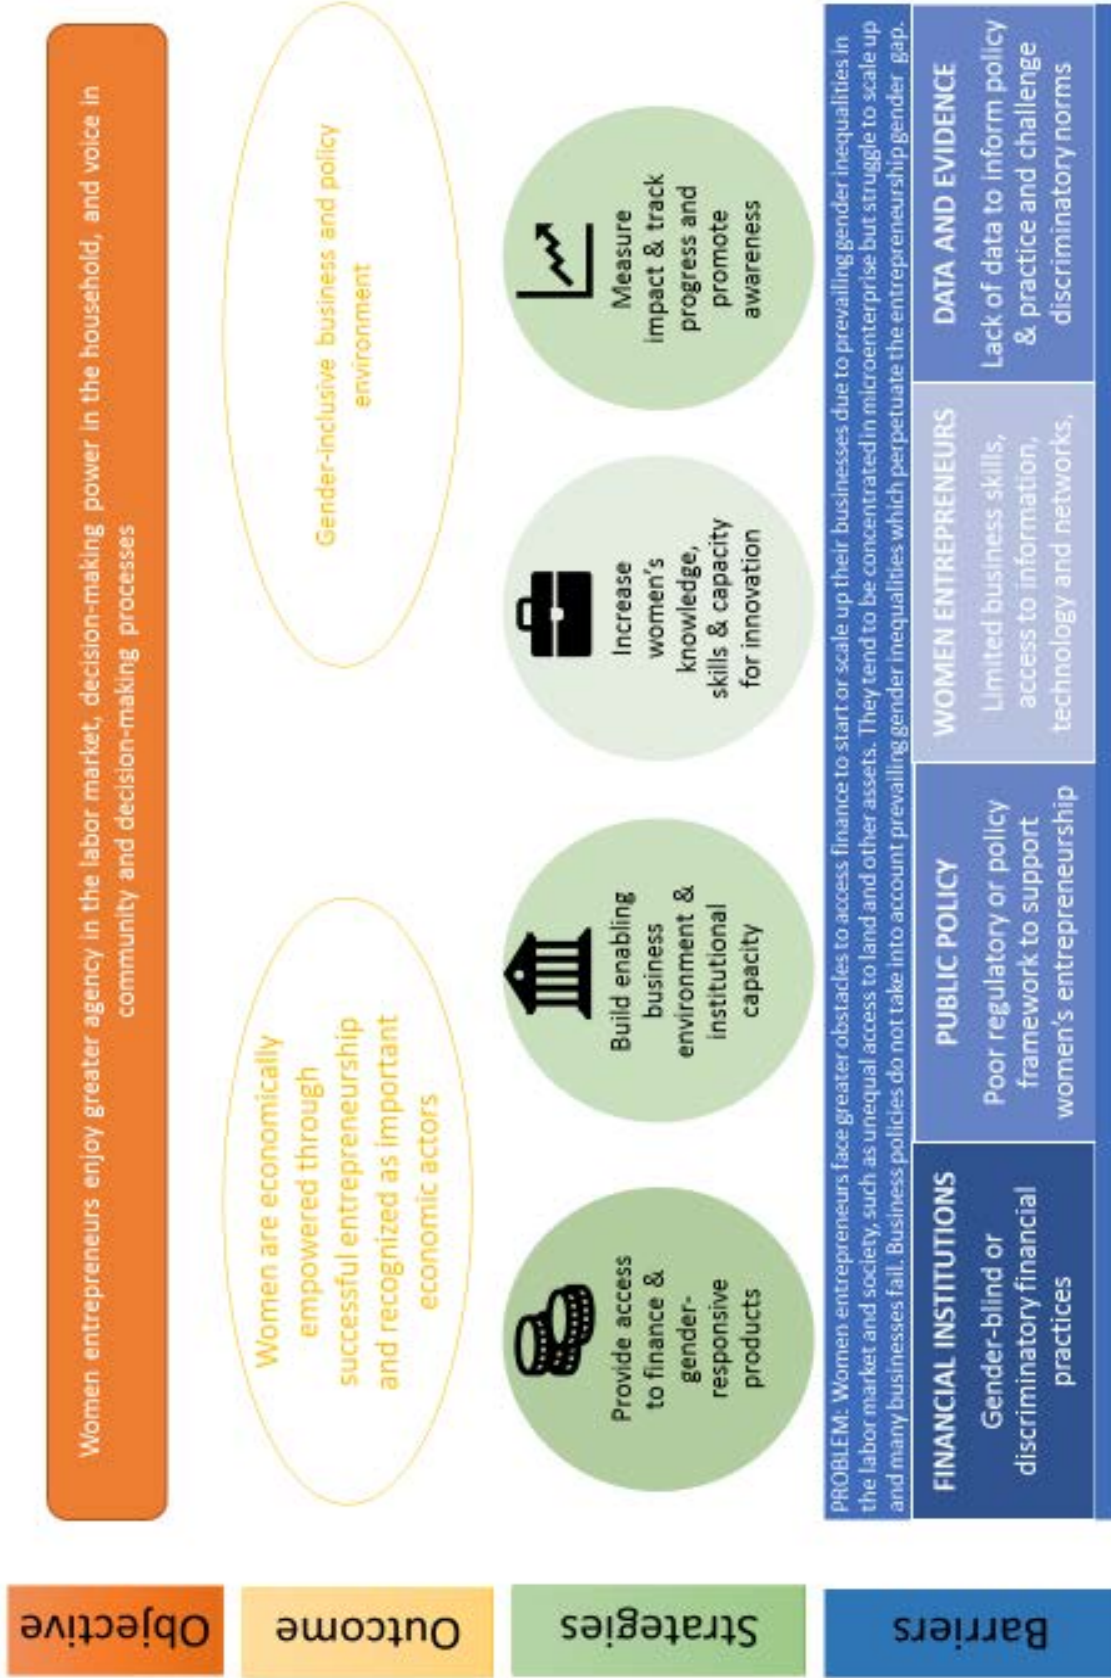 Objective
Women entrepreneurs enjoy greater agency in the labor market, decision-making power in the household, and voice in
community and decision-making processes
Outcome
Women are economically
empowered through
successful entrepreneurship
and recognized as important
economic actors
Gender-inclusive business and policy
environment
Strategies
Provide access
to finance &
gender-
responsive
products
Build enabling
business
environment &
institutional
capacity
Increase
women's
knowledge,
skills & capacity
for innovation
Measure
impact & track
progress and
promote
awareness
Barriers
PROBLEM: Women entrepreneurs face greater obstacles to access finance to start or scale up their businesses due to prevailing gender inequalities in
the labor market and society, such as unequal access to land and other assets. They tend to be concentrated in microenterprise but struggle to scale up
and many businesses fail. Business policies do not take into account prevailing gender inequalities which perpetuate the entrepreneurship gender gap.
FINANCIAL INSTITUTIONS
Gender-blind or
discriminatory financial
practices
PUBLIC POLICY
Poor regulatory or policy
framework to support
women's entrepreneurship
WOMEN ENTREPRENEURS
Limited business skills,
access to information,
technology and networks,
DATA AND EVIDENCE
Lack of data to inform policy
& practice and challenge
discriminatory norms